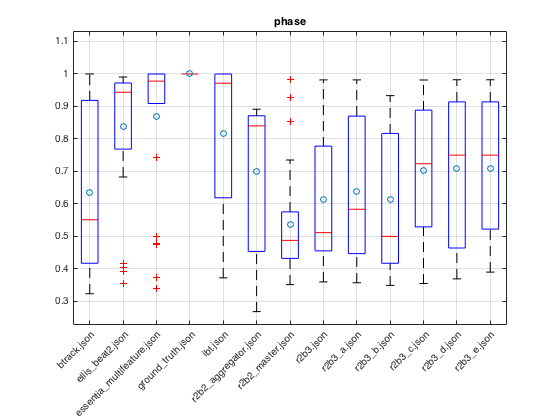 phase
1.1
1
0.9
0.8
0.7
0.6
0.5
0.4
0.3
btrack.json
ellis_beat2.json
essentia_multifeature.json
ground_truth.json
ibt.json
r2b2_aggregator.json
r2b2_master.json
r2b3.json
r2b3_a.json
r2b3_b.json
r2b3_c.json
r2b3_d.json
r2b3_e.json